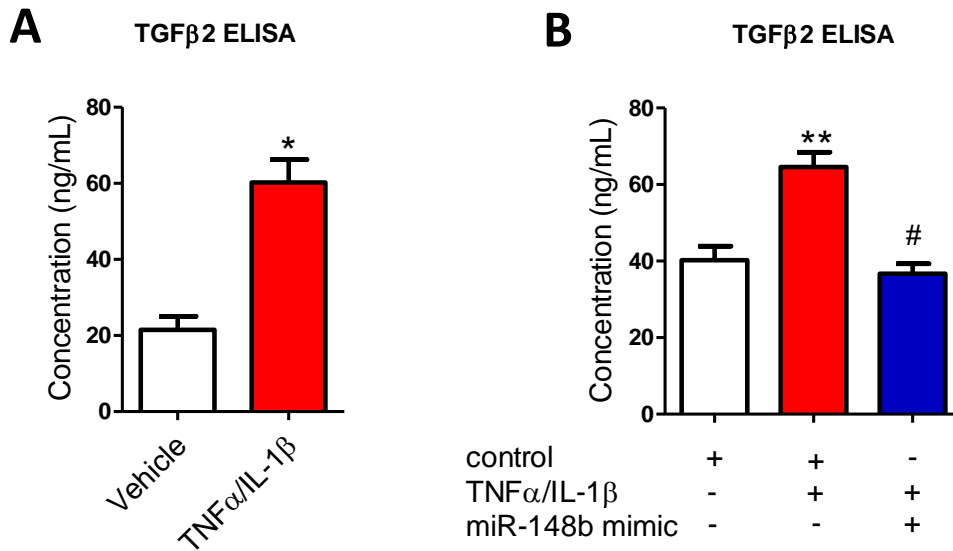 A
TGFβ2 ELISA
Concentration (ng/mL)
80
60
40
20
0
*
Vehicle
TNFα/IL-1β
B
TGFβ2 ELISA
Concentration (ng/mL)
80
60
40
20
0
**
#
control + + -
TNFα/IL-1β - + +
miR-148b mimic - - +